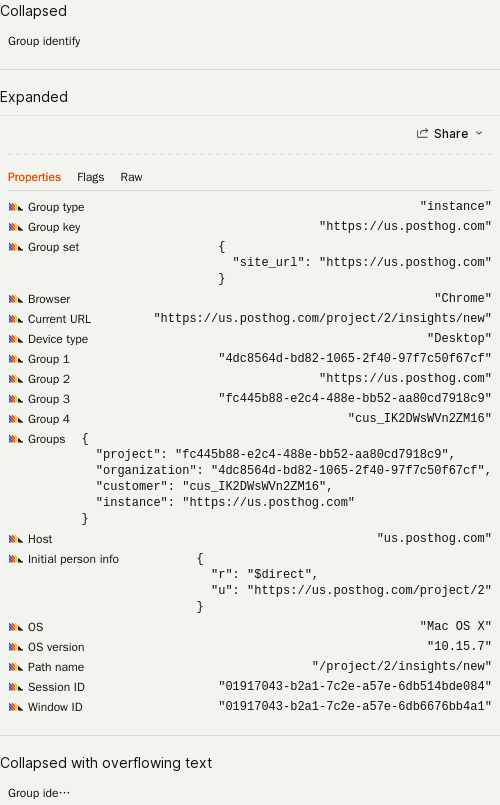 Collapsed
Group identify
Expanded
Share
Properties Flags Raw
Group type "instance"
Group key "https://us.posthog.com"
Group set {
"site_url": "https://us.posthog.com"
}
Browser "Chrome"
Current URL "https://us.posthog.com/project/2/insights/new"
Device type "Desktop"
Group 1 "4dc8564d-bd82-1065-2f40-97f7c50f67cf"
Group 2 "https://us.posthog.com"
Group 3 "fc445b88-e2c4-488e-bb52-aa80cd7918c9"
Group 4 "cus_IK2DWsWVn2ZM16"
Groups {
"project": "fc445b88-e2c4-488e-bb52-aa80cd7918c9",
"organization": "4dc8564d-bd82-1065-2f40-97f7c50f67cf",
"customer": "cus_IK2DWsWVn2ZM16",
"instance": "https://us.posthog.com"
}
Host "us.posthog.com"
Initial person info {
"r": "$direct",
"u": "https://us.posthog.com/project/2"
}
OS "Mac OS X"
OS version "10.15.7"
Path name "/project/2/insights/new"
Session ID "01917043-b2a1-7c2e-a57e-6db514bde084"
Window ID "01917043-b2a1-7c2e-a57e-6db6676bb4a1"
Collapsed with overflowing text
Group ide…